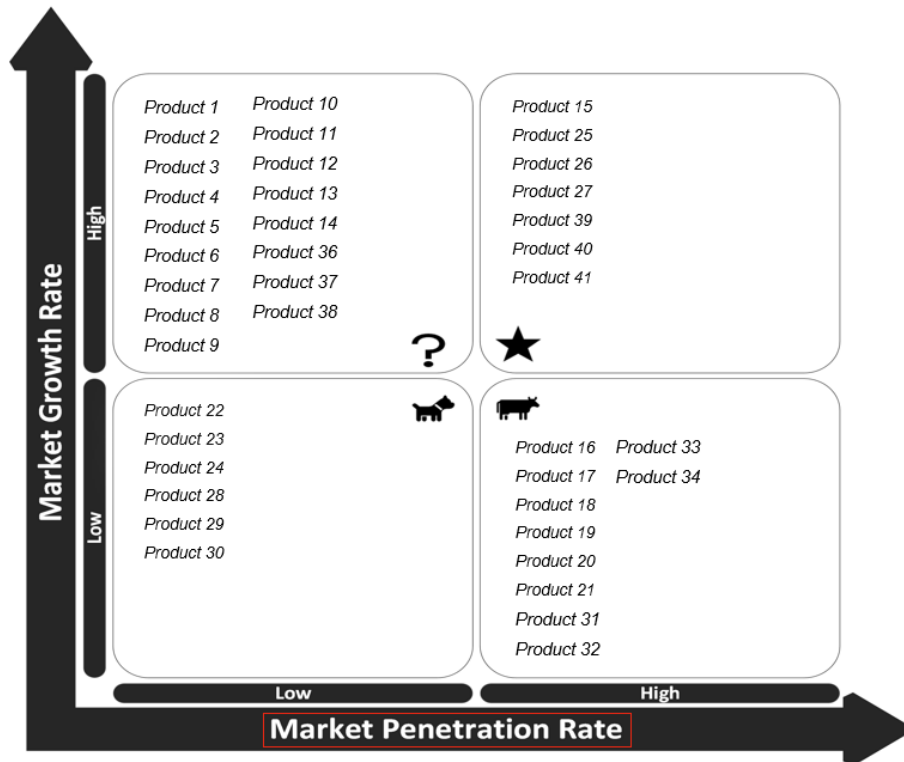 Market Growth Rate
High
Low
Product 1
Product 2
Product 3
Product 4
Product 5
Product 6
Product 7
Product 8
Product 9
Product 10
Product 11
Product 12
Product 13
Product 14
Product 36
Product 37
Product 38
?
Product 15
Product 25
Product 26
Product 27
Product 39
Product 40
Product 41
Product 22
Product 23
Product 24
Product 28
Product 29
Product 30
Product 16
Product 17
Product 18
Product 19
Product 20
Product 21
Product 31
Product 32
Product 33
Product 34
Low
High
Market Penetration Rate